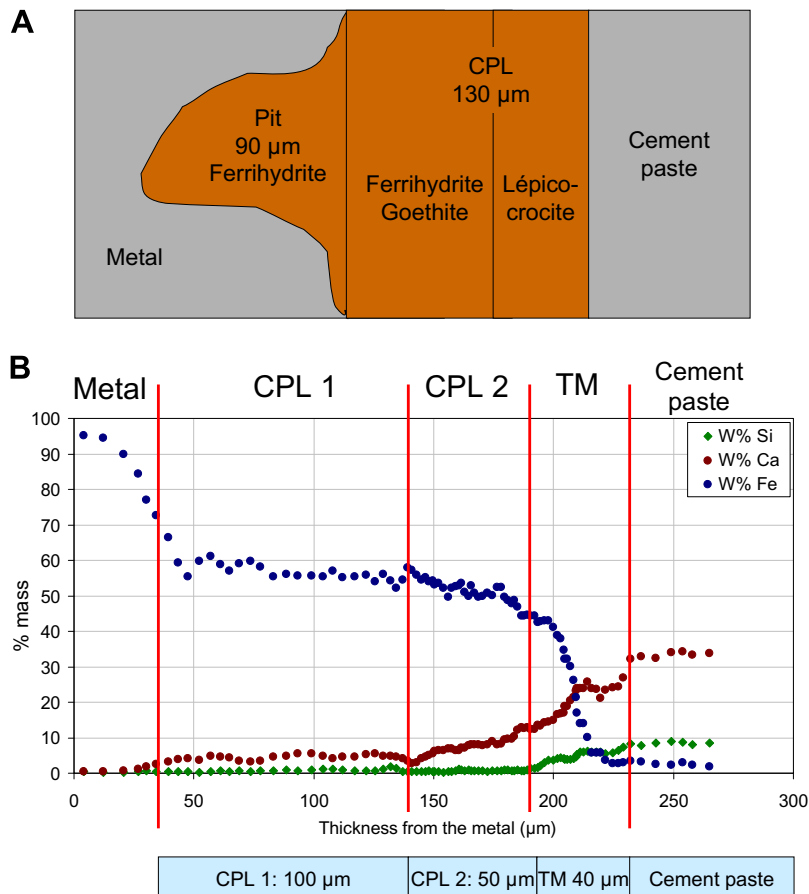 A
Pit
90 µm
Ferrihydrite
Metal
CPL
130 µm
Ferrihydrite
Goethite
Lépico-
crocite
Cement
paste
B
Metal
CPL 1
CPL 2
TM
Cement
paste
W% Si
W% Ca
W% Fe
% mass
100
90
80
70
60
50
40
30
20
10
0
0 50 100 150 200 250 300
Thickness from the metal (µm)
CPL 1: 100 µm CPL 2: 50 µm TM 40 µm Cement paste